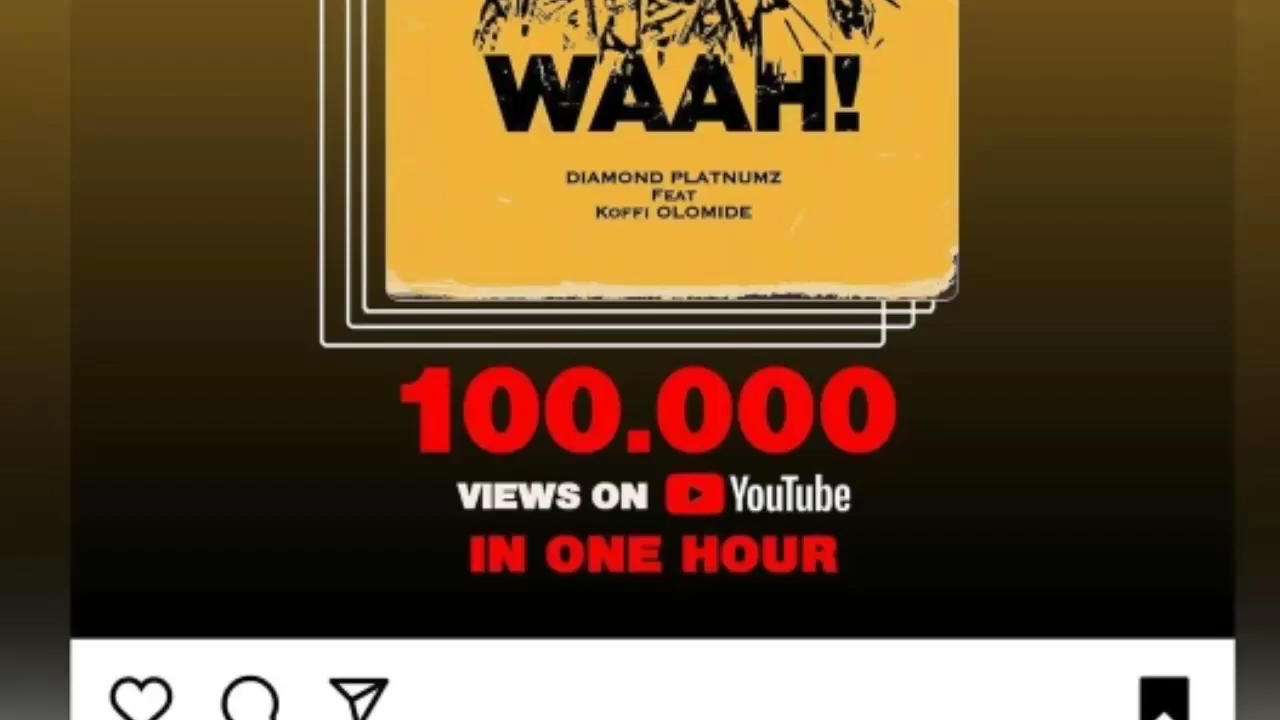 WAAH!
DIAMOND PLATNUMZ
FEAT
KOFFI OLOMIDE
100.000
VIEWS ON YouTube
IN ONE HOUR